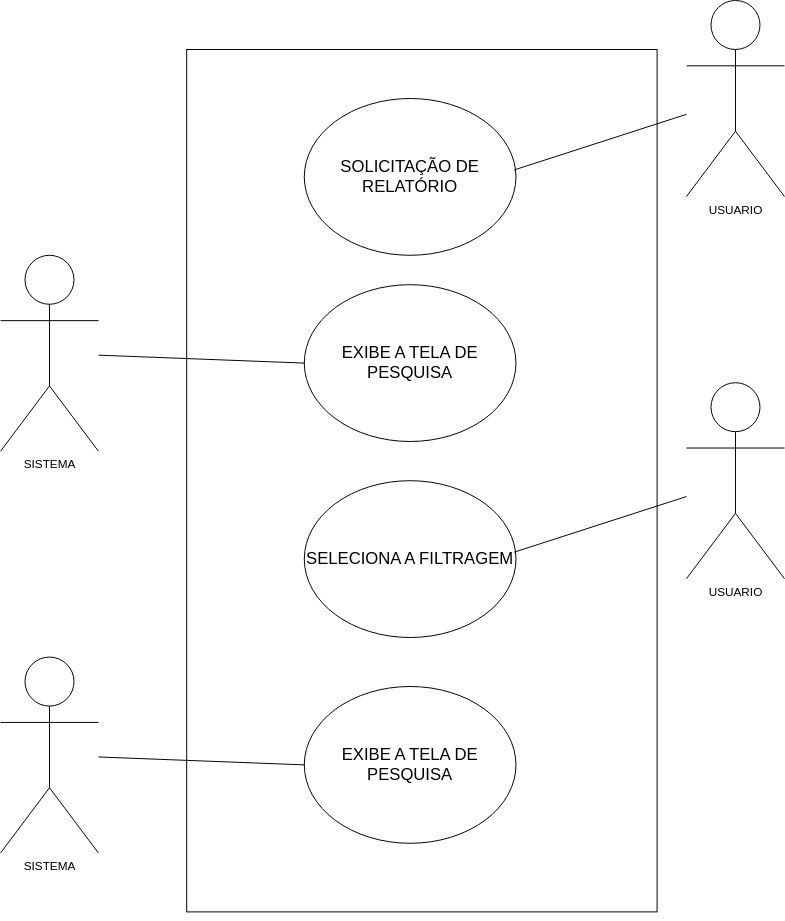 SOLICITAÇÃO DE
RELATÓRIO
USUARIO
EXIBE A TELA DE
PESQUISA
SISTEMA
SELECIONA A FILTRAGEM
USUARIO
EXIBE A TELA DE
PESQUISA
SISTEMA